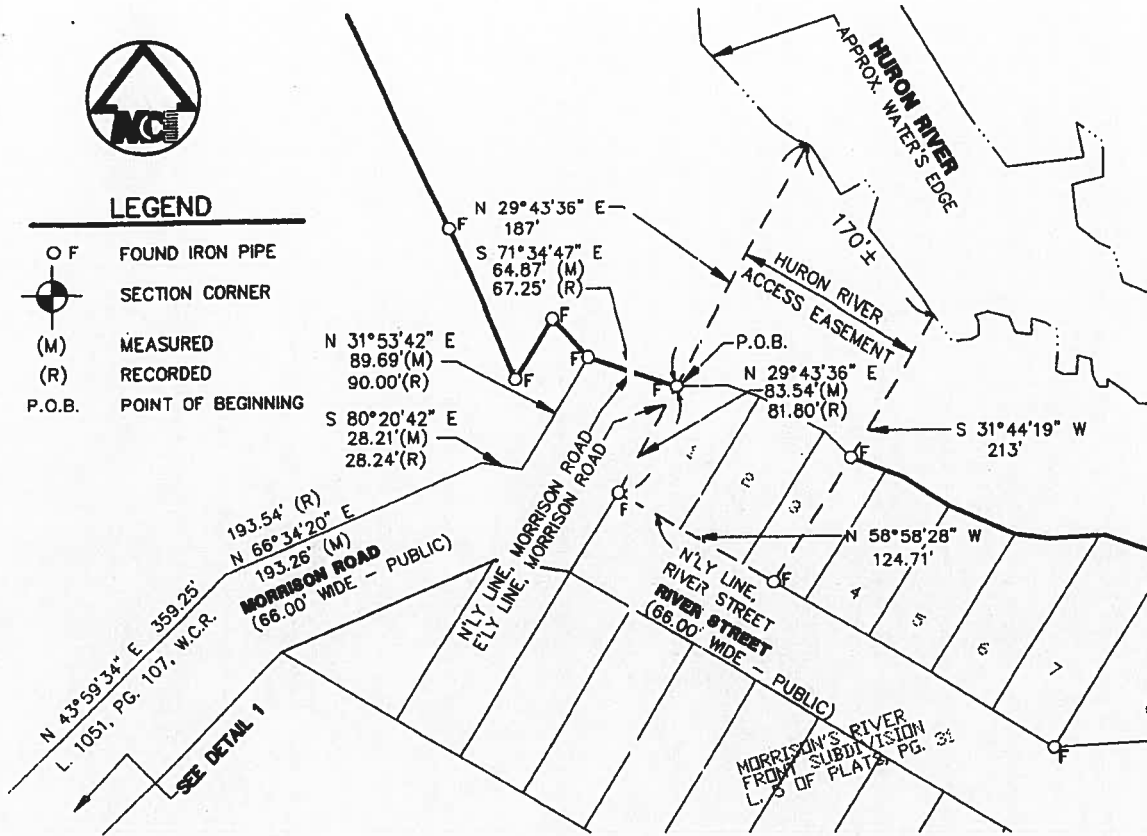 LEGEND
F FOUND IRON PIPE
SECTION CORNER
(M) MEASURED
(R) RECORDED
P.O.B. POINT OF BEGINNING
HURON RIVER
APPROX. WATER'S EDGE
N 29°43'36" E
187'
S 71°34'47" E
64.87' (M)
67.25' (R)
170'±
HURON RIVER
ACCESS EASEMENT
N 31°53'42" E
89.69'(M)
90.00'(R)
P.O.B.
N 29°43'36" E
83.54'(M)
81.80'(R)
S 80°20'42" E
28.21'(M)
28.24'(R)
S 31°44'19" W
213'
F
F
F
F
F
F
F
F
F
1
2
3
4
5
6
7
N 58°58'28" W
124.71'
N'LY LINE, MORRISON ROAD
E'LY LINE, MORRISON ROAD
N'LY LINE,
RIVER STREET
RIVER STREET
(66.00' WIDE – PUBLIC)
193.54' (R)
N 66°34'20" E
193.26' (M)
MORRISON ROAD
(66.00' WIDE – PUBLIC)
N 43°59'34" E 359.25'
L. 1051, PG. 107, W.C.R.
SEE DETAIL 1
MORRISON'S RIVER
FRONT SUBDIVISION
L. 5 OF PLATS, PG. 31